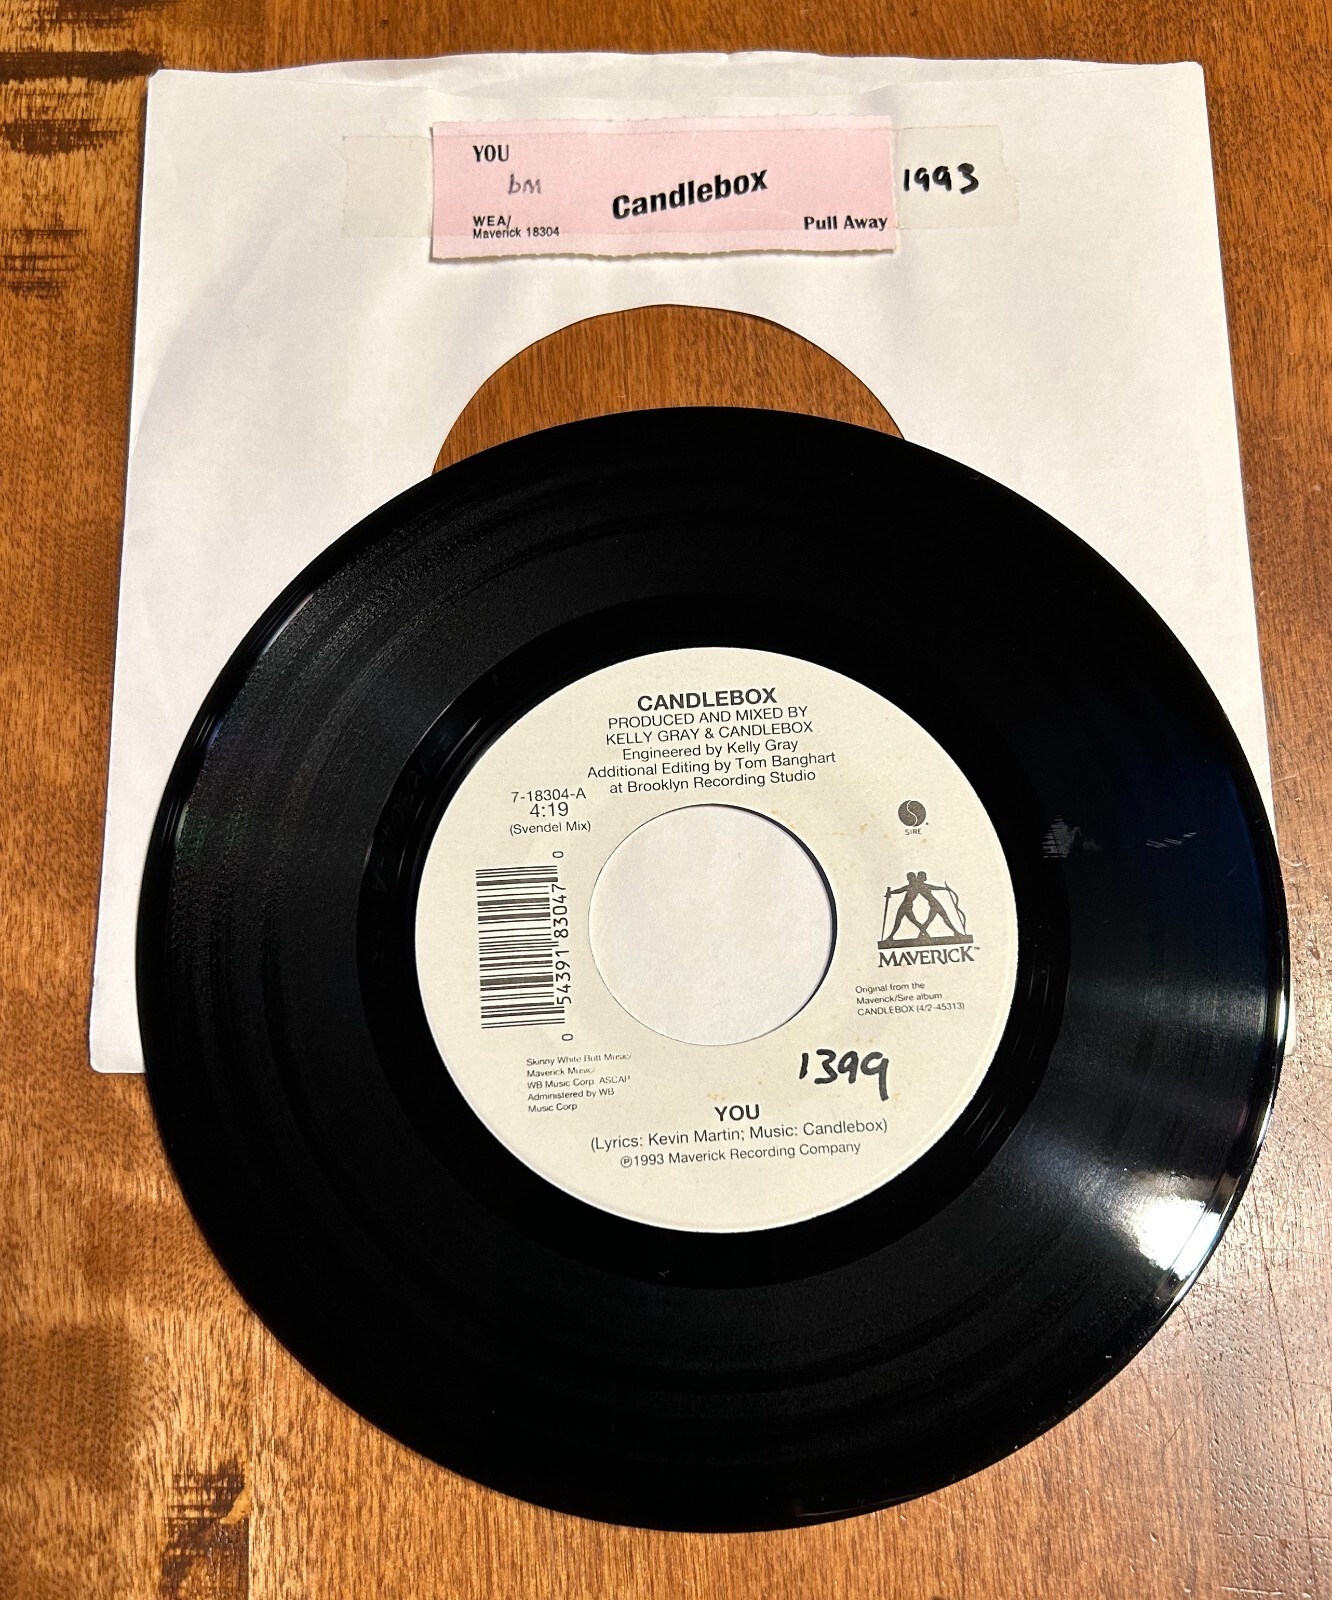 YOU
bm
Candlebox
WEA/
Maverick 18304
Pull Away
1993
CANDLEBOX
PRODUCED AND MIXED BY
KELLY GRAY & CANDLEBOX
Engineered by Kelly Gray
Additional Editing by Tom Banghart
at Brooklyn Recording Studio
7-18304-A
4:19
(Svendel Mix)
SIRE
MAVERICK™
0 54391 83047 0
Original from the
Maverick/Sire album
CANDLEBOX (4/2-45313)
Skinny White Butt Music/
Maverick Music/
WB Music Corp. ASCAP
Administered by WB
Music Corp
1399
YOU
(Lyrics: Kevin Martin; Music: Candlebox)
℗1993 Maverick Recording Company